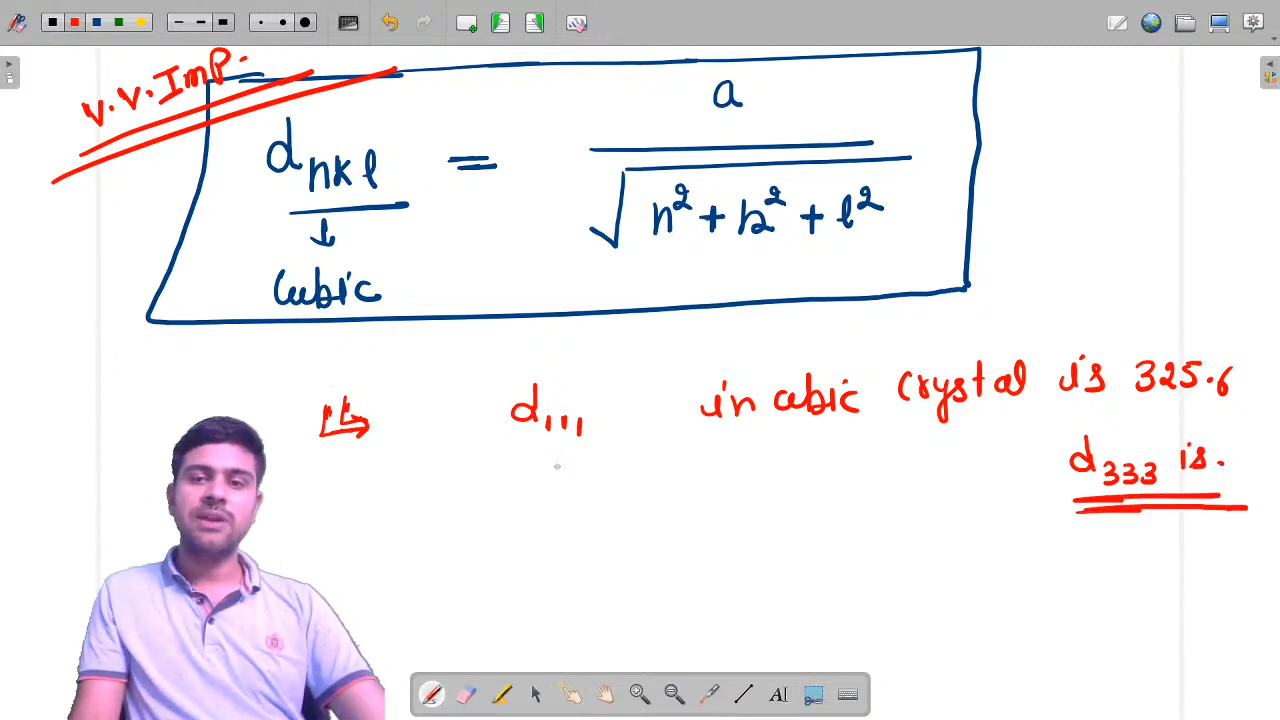 v.v.Imp.
d_hkl = a / √(h² + k² + l²)
↓
Cubic
d₁₁₁ in cubic crystal is 325.6
d₃₃₃ is.